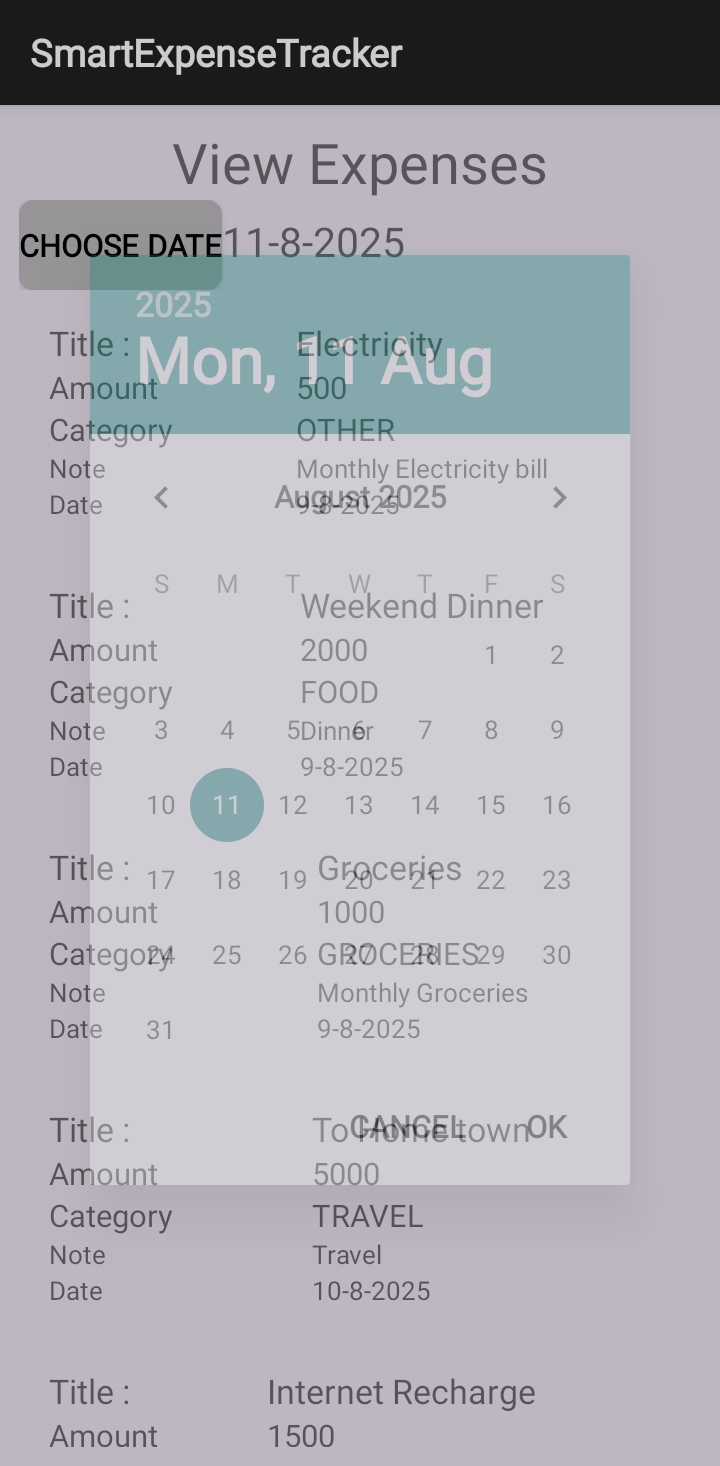 SmartExpenseTracker
View Expenses
CHOOSE DATE 11-8-2025
2025
Mon, 11 Aug
August 2025
S M T W T F S
1 2
3 4 5 6 7 8 9
10 11 12 13 14 15 16
17 18 19 20 21 22 23
24 25 26 27 28 29 30
31
CANCEL OK
Title : Electricity
Amount 500
Category OTHER
Note Monthly Electricity bill
Date 9-8-2025
Title : Weekend Dinner
Amount 2000
Category FOOD
Note Dinner
Date 9-8-2025
Title : Groceries
Amount 1000
Category GROCERIES
Note Monthly Groceries
Date 9-8-2025
Title : To Home town
Amount 5000
Category TRAVEL
Note Travel
Date 10-8-2025
Title : Internet Recharge
Amount 1500